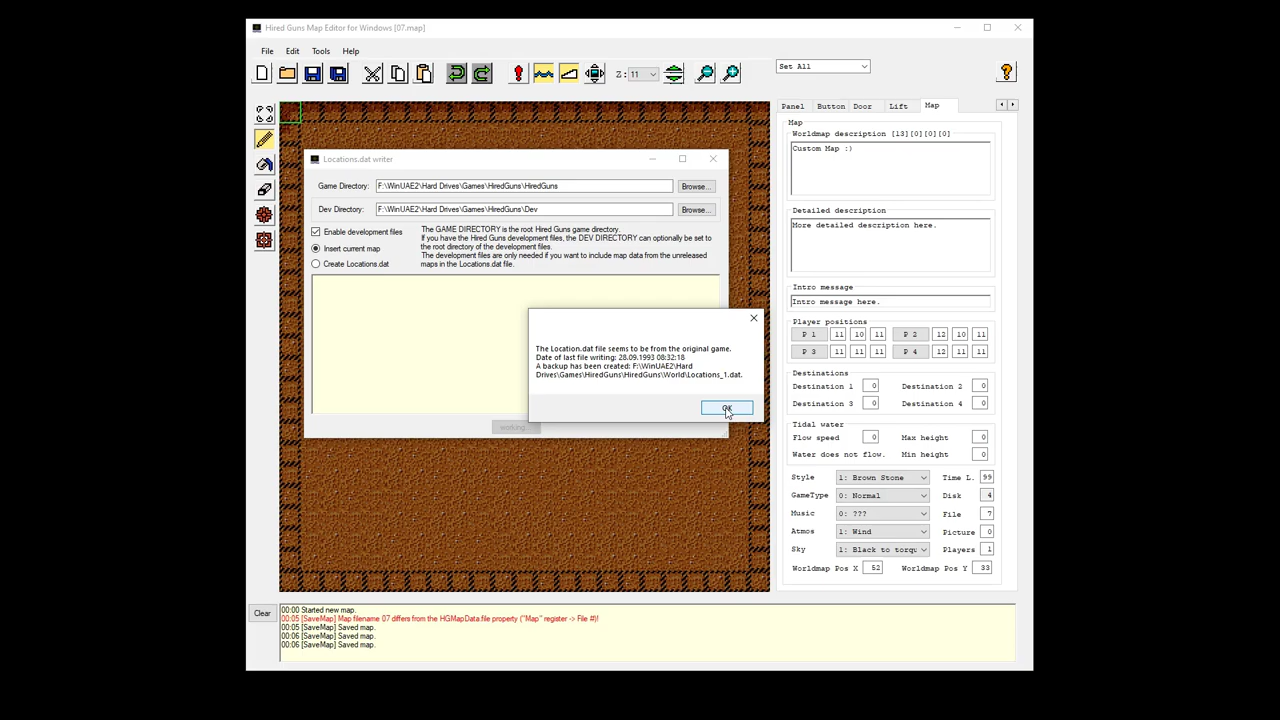 Hired Guns Map Editor for Windows [07.map]
File Edit Tools Help
Z: 11
Set All
Panel Button Door Lift Map
Map
Worldmap description [13][0][0][0]
Custom Map :)
Detailed description
More detailed description here.
Intro message
Intro message here.
Player positions
P 1 11 10 11 P 2 12 10 11
P 3 11 11 11 P 4 12 11 11
Destinations
Destination 1 0 Destination 2 0
Destination 3 0 Destination 4 0
Tidal water
Flow speed 0 Max height 0
Water does not flow. Min height 0
Style 1: Brown Stone Time L. 99
GameType 0: Normal Disk 4
Music 0: ??? File 7
Atmos 1: Wind Picture 0
Sky 1: Black to torqu Players 1
Worldmap Pos X 52 Worldmap Pos Y 33
Locations.dat writer
Game Directory: F:\WinUAE2\Hard Drives\Games\HiredGuns\HiredGuns Browse...
Dev Directory: F:\WinUAE2\Hard Drives\Games\HiredGuns\Dev Browse...
Enable development files
Insert current map
Create Locations.dat
The GAME DIRECTORY is the root Hired Guns game directory.
If you have the Hired Guns development files, the DEV DIRECTORY can optionally be set to
the root directory of the development files.
The development files are only needed if you want to include map data from the unreleased
maps in the Locations.dat file.
working...
The Location.dat file seems to be from the original game.
Date of last file writing: 28.09.1993 08:32:18
A backup has been created: F:\WinUAE2\Hard
Drives\Games\HiredGuns\HiredGuns\World\Locations_1.dat.
OK
Clear
00:00 Started new map.
00:05 [SaveMap] Map filename 07 differs from the HGMapData.file property ("Map" register -> File #)!
00:05 [SaveMap] Saved map.
00:06 [SaveMap] Saved map.
00:06 [SaveMap] Saved map.